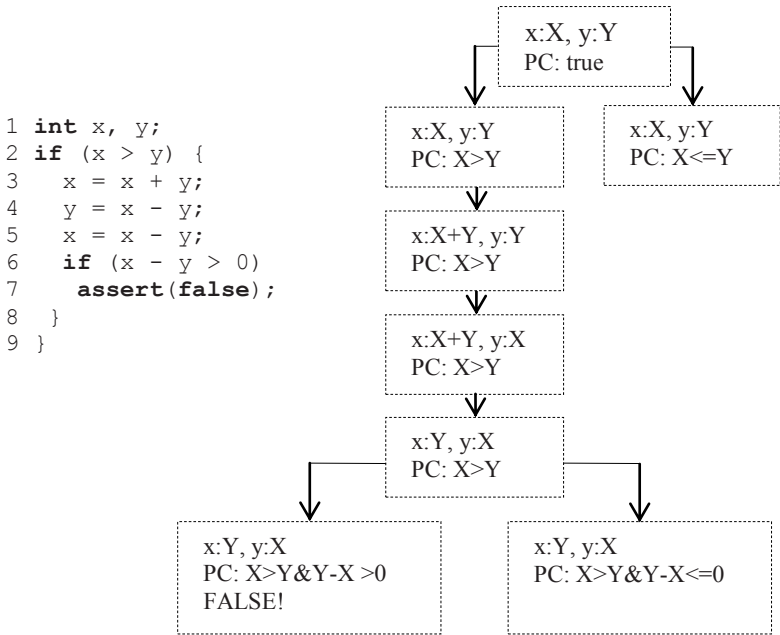 1 int x, y;
2 if (x > y) {
3 x = x + y;
4 y = x - y;
5 x = x - y;
6 if (x - y > 0)
7 assert(false);
8 }
9 }
x:X, y:Y
PC: true
x:X, y:Y
PC: X>Y
x:X, y:Y
PC: X<=Y
x:X+Y, y:Y
PC: X>Y
x:X+Y, y:X
PC: X>Y
x:Y, y:X
PC: X>Y
x:Y, y:X
PC: X>Y&Y-X >0
FALSE!
x:Y, y:X
PC: X>Y&Y-X<=0